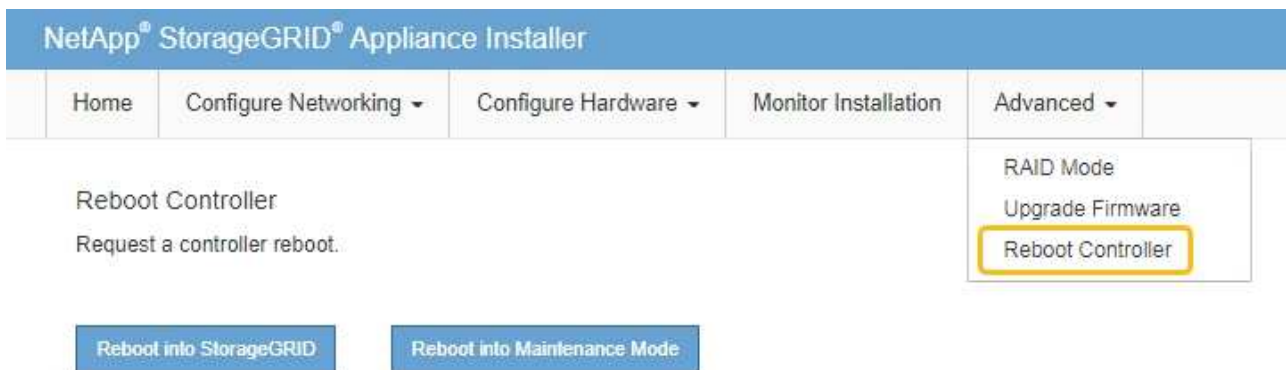 NetApp® StorageGRID® Appliance Installer
Home Configure Networking Configure Hardware Monitor Installation Advanced
RAID Mode
Upgrade Firmware
Reboot Controller
Reboot Controller
Request a controller reboot.
Reboot into StorageGRID Reboot into Maintenance Mode